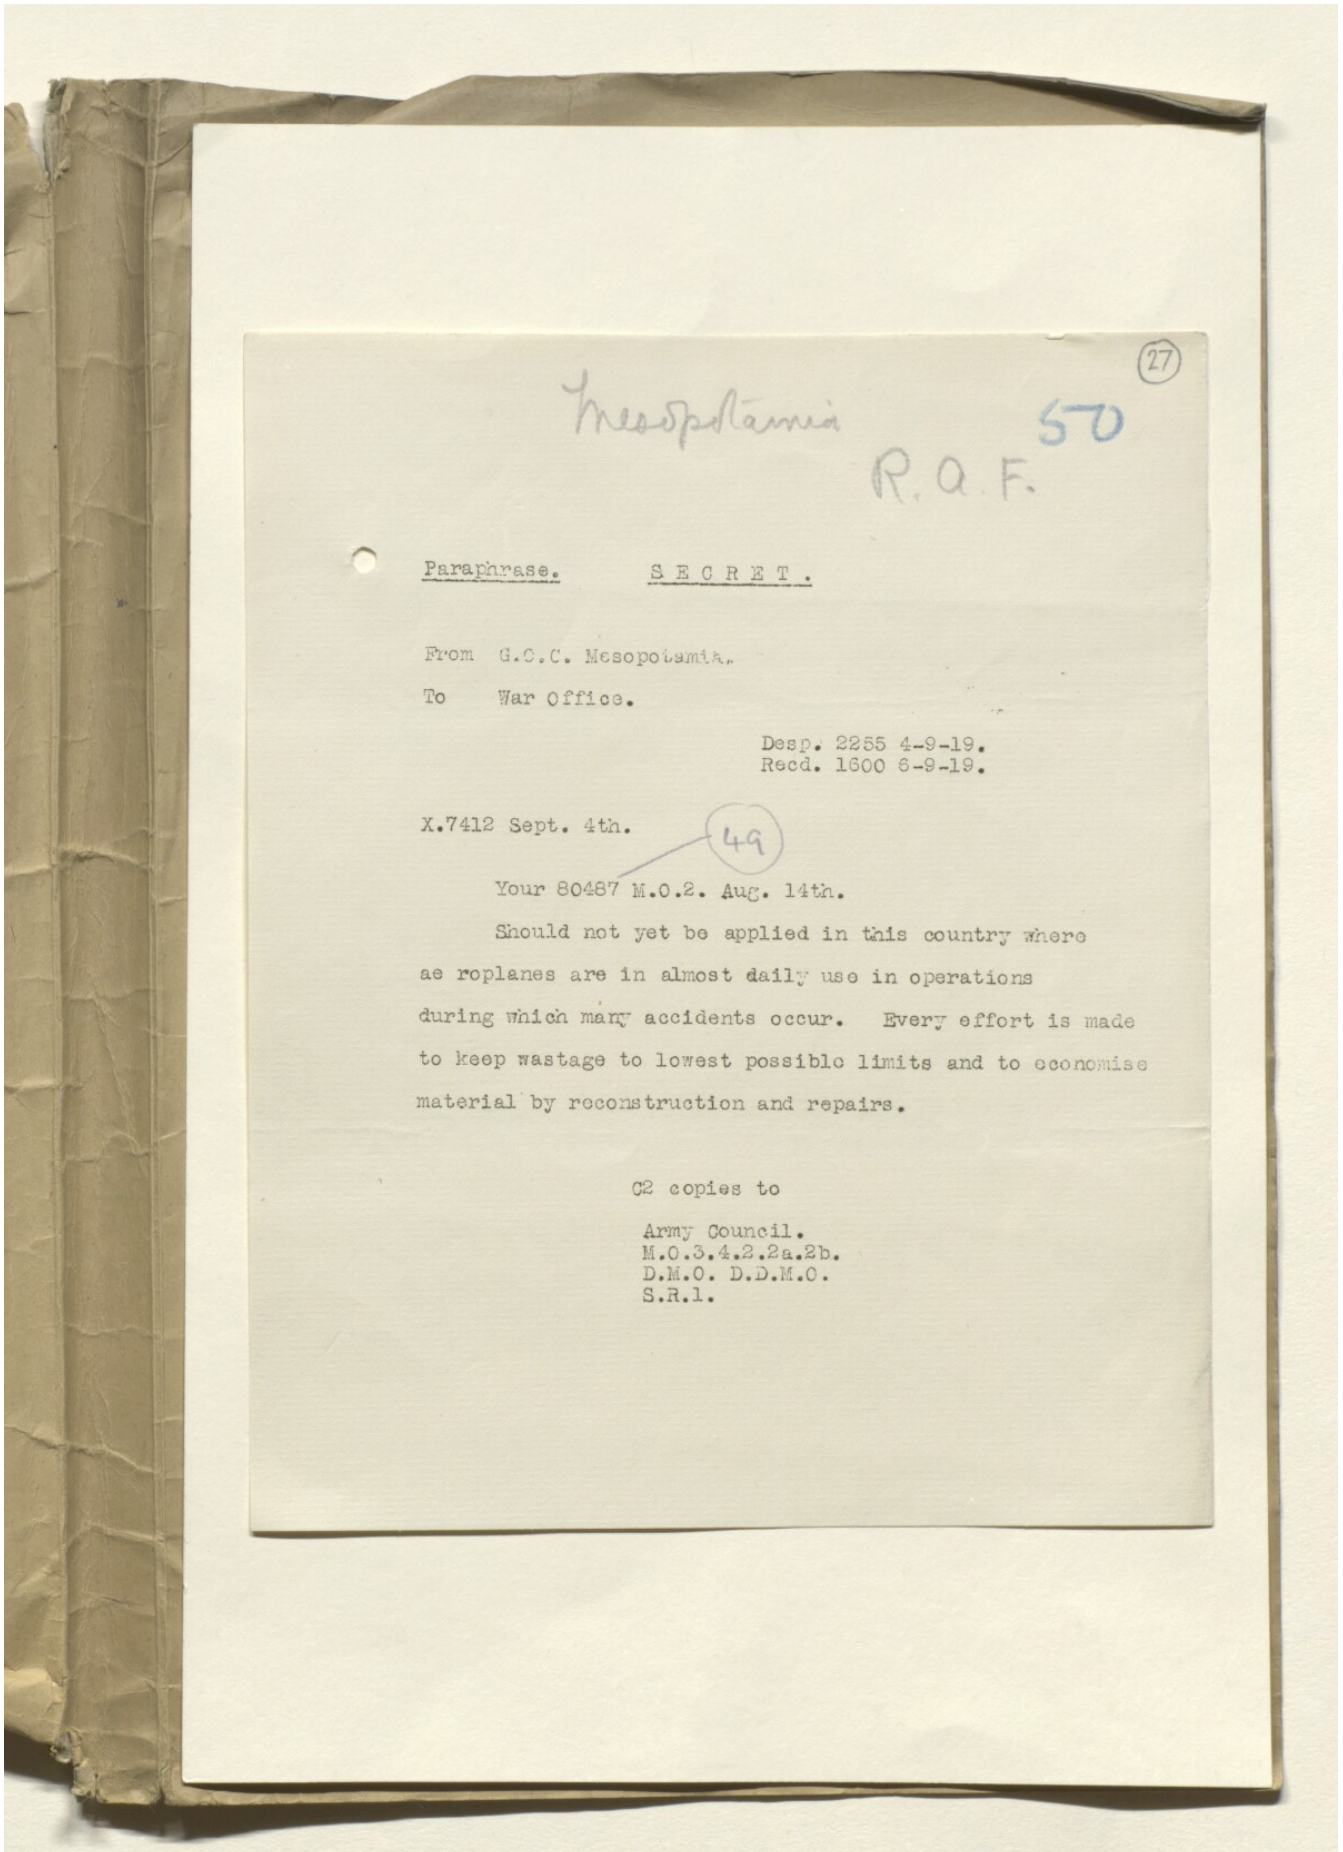 27
Mesopotamia
50
R.A.F.
Paraphrase. SECRET.
From G.O.C. Mesopotamia.
To War Office.
Desp. 2255 4-9-19.
Recd. 1600 6-9-19.
X.7412 Sept. 4th.
49
Your 80487 M.O.2. Aug. 14th.
Should not yet be applied in this country where
ae roplanes are in almost daily use in operations
during which many accidents occur. Every effort is made
to keep wastage to lowest possible limits and to economise
material by reconstruction and repairs.
C2 copies to
Army Council.
M.O.3.4.2.2a.2b.
D.M.O. D.D.M.O.
S.R.1.